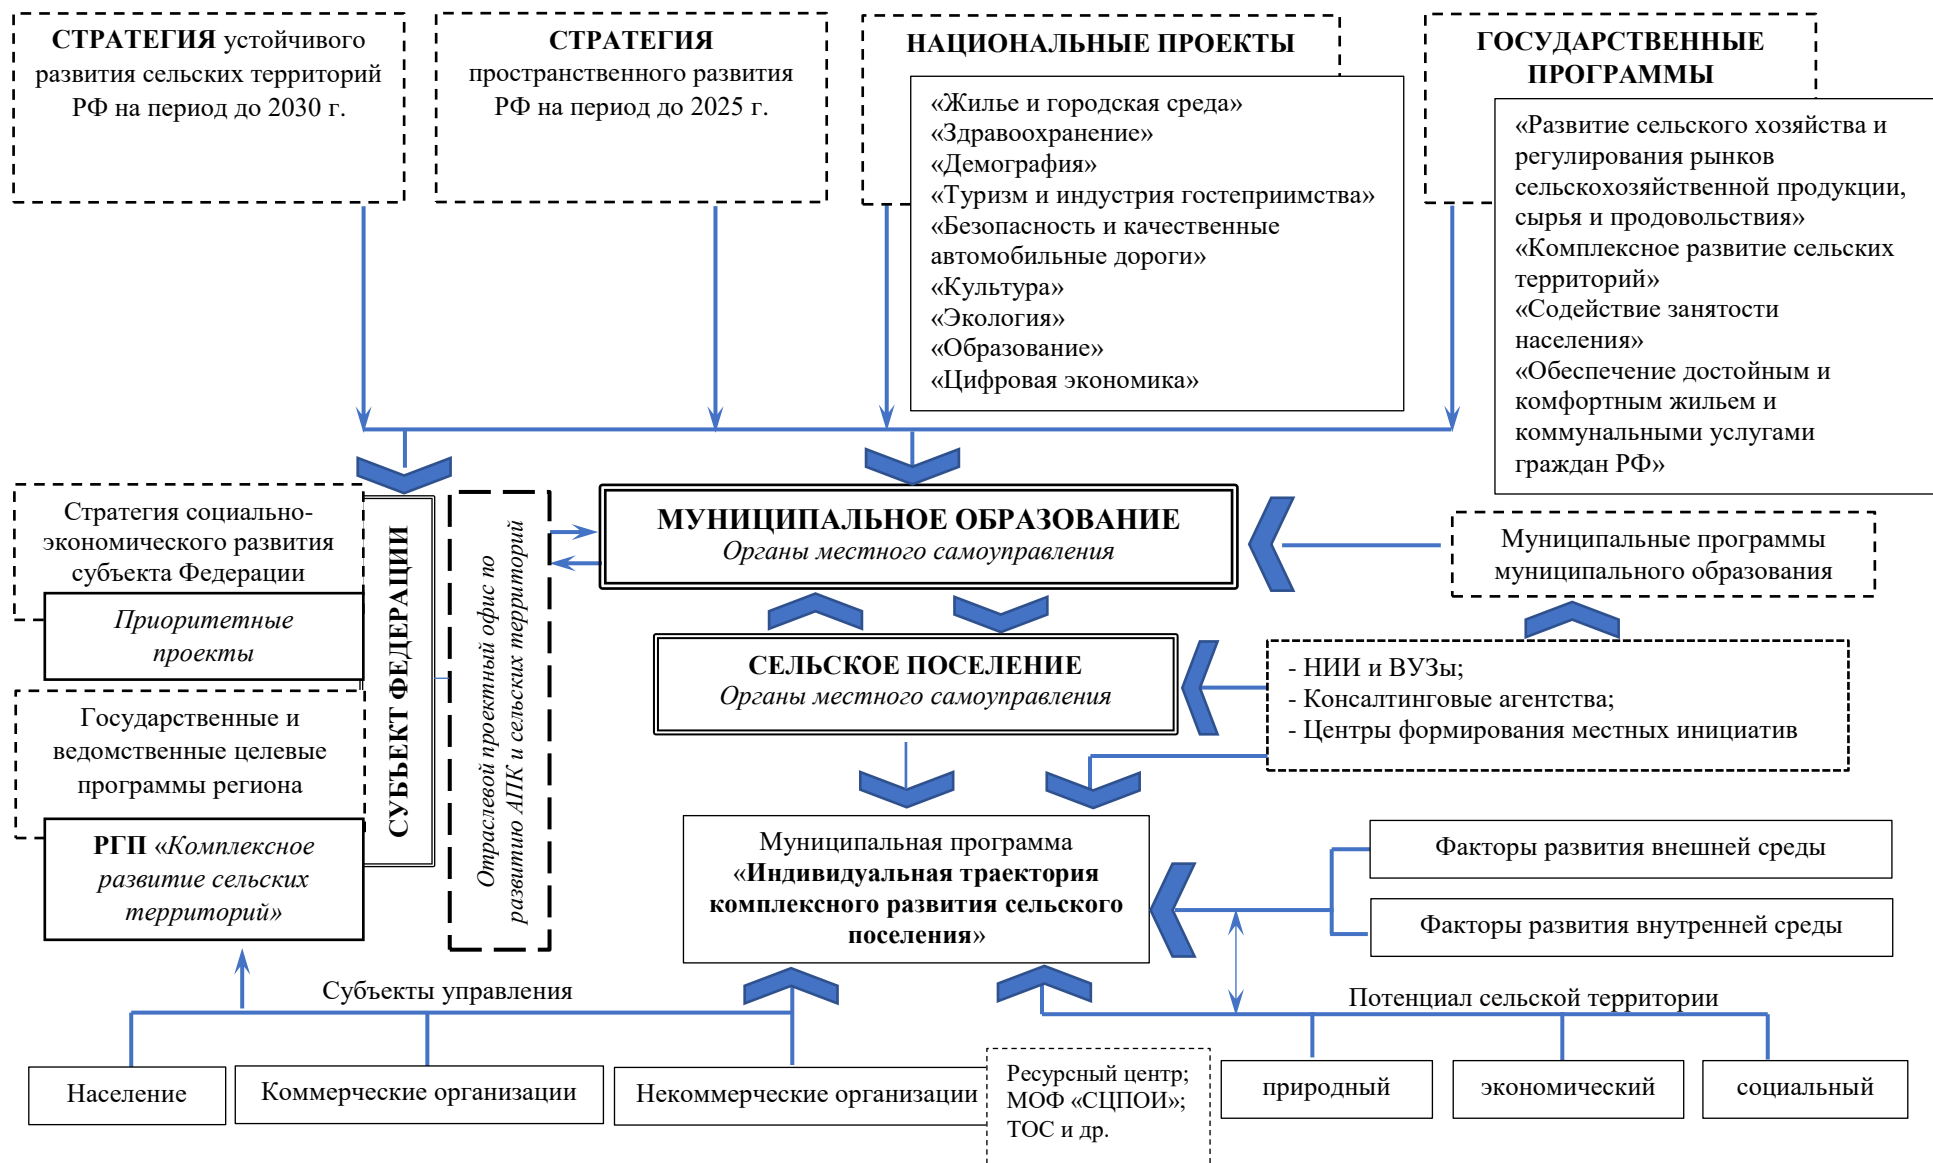 СТРАТЕГИЯ устойчивого
развития сельских территорий
РФ на период до 2030 г.
СТРАТЕГИЯ
пространственного развития
РФ на период до 2025 г.
НАЦИОНАЛЬНЫЕ ПРОЕКТЫ
«Жилье и городская среда»
«Здравоохранение»
«Демография»
«Туризм и индустрия гостеприимства»
«Безопасность и качественные
автомобильные дороги»
«Культура»
«Экология»
«Образование»
«Цифровая экономика»
ГОСУДАРСТВЕННЫЕ
ПРОГРАММЫ
«Развитие сельского хозяйства и
регулирования рынков
сельскохозяйственной продукции,
сырья и продовольствия»
«Комплексное развитие сельских
территорий»
«Содействие занятости
населения»
«Обеспечение достойным и
комфортным жильем и
коммунальными услугами
граждан РФ»
Стратегия социально-
экономического развития
субъекта Федерации
Приоритетные
проекты
Государственные и
ведомственные целевые
программы региона
РГП «Комплексное
развитие сельских
территорий»
СУБЪЕКТ ФЕДЕРАЦИИ
Отраслевой проектный офис по
развитию АПК и сельских территорий
МУНИЦИПАЛЬНОЕ ОБРАЗОВАНИЕ
Органы местного самоуправления
Муниципальные программы
муниципального образования
СЕЛЬСКОЕ ПОСЕЛЕНИЕ
Органы местного самоуправления
- НИИ и ВУЗы;
- Консалтинговые агентства;
- Центры формирования местных инициатив
Муниципальная программа
«Индивидуальная траектория
комплексного развития сельского
поселения»
Факторы развития внешней среды
Факторы развития внутренней среды
Субъекты управления
Потенциал сельской территории
Население
Коммерческие организации
Некоммерческие организации
Ресурсный центр;
МОФ «СЦПОИ»;
ТОС и др.
природный
экономический
социальный